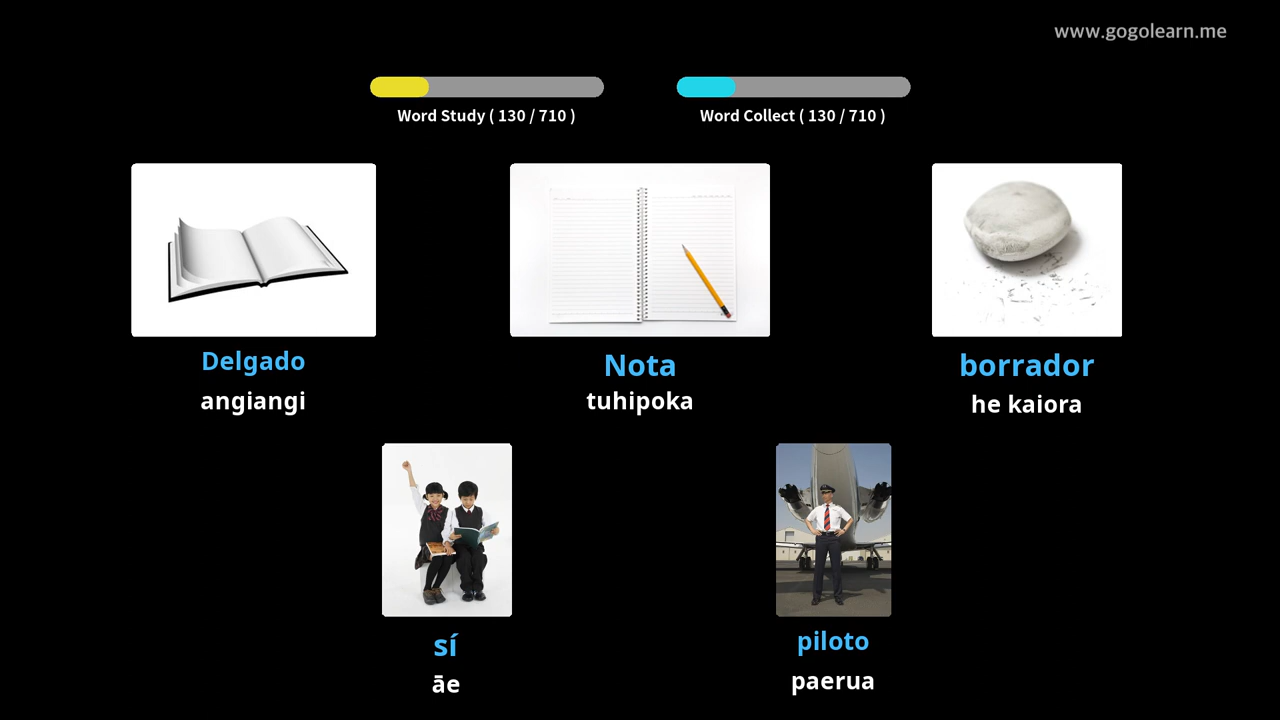 www.gogolearn.me
Word Study ( 130 / 710 )
Word Collect ( 130 / 710 )
Delgado
angiangi
Nota
tuhipoka
borrador
he kaiora
sí
āe
piloto
paerua